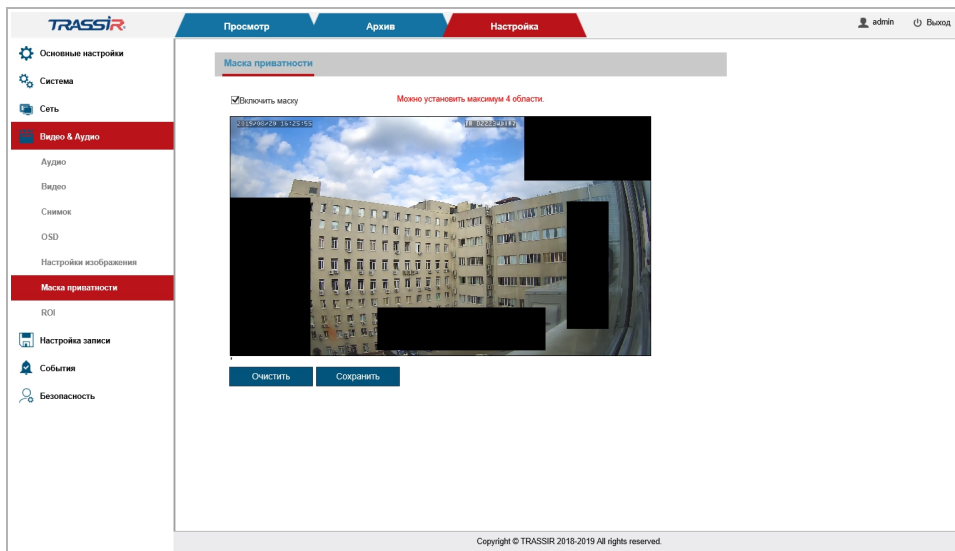 TRASSIR
Просмотр
Архив
Настройка
admin
Выход
Основные настройки
Система
Сеть
Видео & Аудио
Аудио
Видео
Снимок
OSD
Настройки изображения
Маска приватности
ROI
Настройка записи
События
Безопасность
Маска приватности
Включить маску
Можно установить максимум 4 области.
Очистить
Сохранить
Copyright © TRASSIR 2018-2019 All rights reserved.